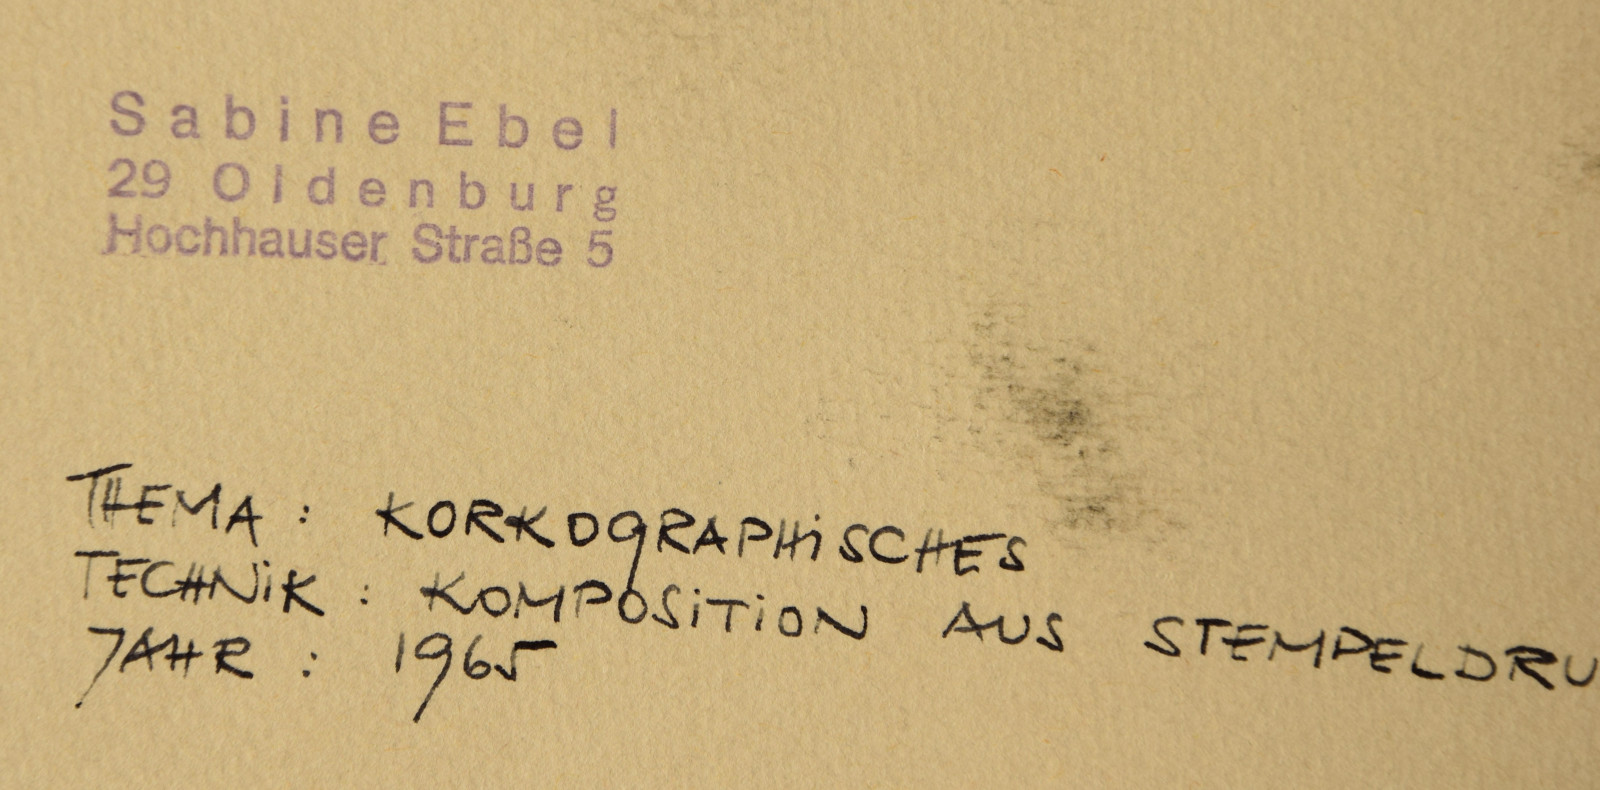 Sabine Ebel
29 Oldenburg
Hochhauser Straße 5
THEMA : KORKOGRAPHiSCHES
TECHNiK : KOMPOSiTiON AUS STEMPELDRU
JAHR : 1965